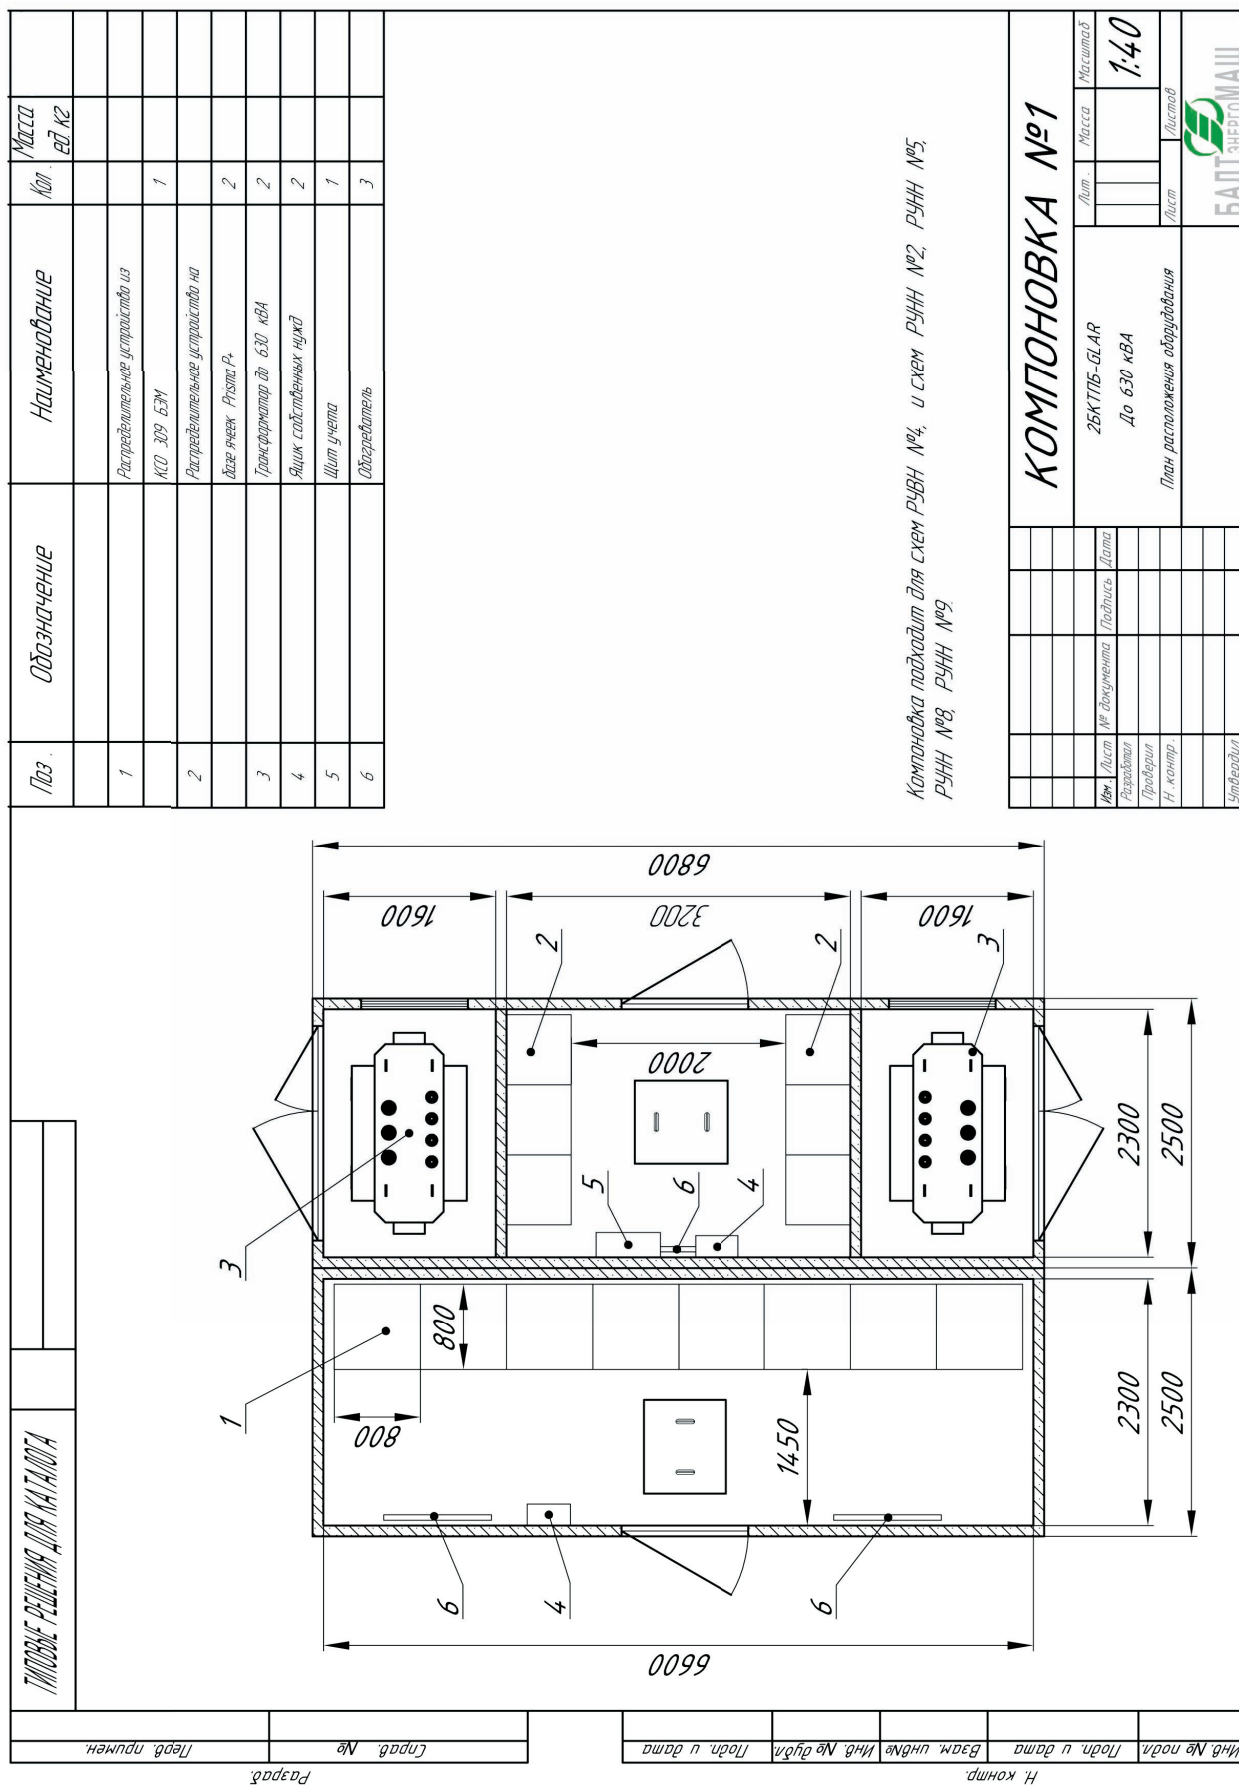 ТИПОВЫЕ РЕШЕНИЯ ДЛЯ КАТАЛОГА
Поз.
Обозначение
Наименование
Кол.
Масса
ед. кг
1
Распределительное устройство из
КСО 309 БЭМ
1
2
Распределительное устройство на
базе ячеек Prisma P+
2
3
Трансформатор до 630 кВА
2
4
Ящик собственных нужд
2
5
Щит учета
1
6
Обогреватель
3
6800
1600
3200
1600
2
2
3
3
2000
5
6
4
2300
2500
1
800
800
1450
2300
2500
6
4
6
6600
Компоновка подходит для схем РУВН №4, и схем РУНН №2, РУНН №5,
РУНН №8, РУНН №9.
КОМПОНОВКА №1
2БКТПБ-GLAR
До 630 кВА
План расположения оборудования
Лит.
Масса
Масштаб
1:40
Лист
Листов
БАЛТ
ЭНЕРГОМАШ
Изм.
Лист
№ документа
Подпись
Дата
Разработал
Проверил
Н.контр.
Утвердил
Перв. примен.
Справ. №
Разраб.
Подп. и дата
Инв. № дубл.
Взам. инв№
Подп. и дата
Инв. № подл.
Н. контр.